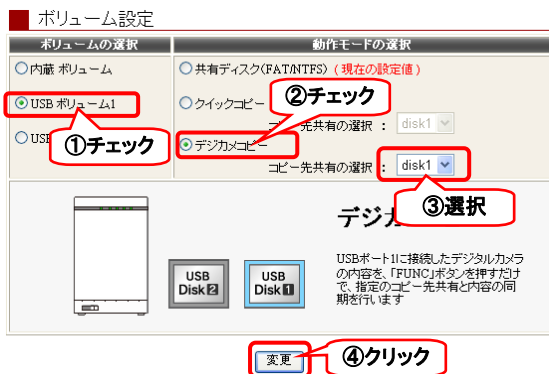 ボリューム設定
ボリュームの選択
動作モードの選択
内蔵 ボリューム
共有ディスク(FAT/NTFS) (現在の設定値)
USB ボリューム1
クイックコピー
②チェック
コピー先共有の選択 : disk1
USB
①チェック
デジカメコピー
コピー先共有の選択 : disk1
③選択
デジカ
USBポート1に接続したデジタルカメラ
の内容を、「FUNC」ボタンを押すだけ
で、指定のコピー先共有と内容の同
期を行います
USB
Disk2
USB
Disk1
変更
④クリック